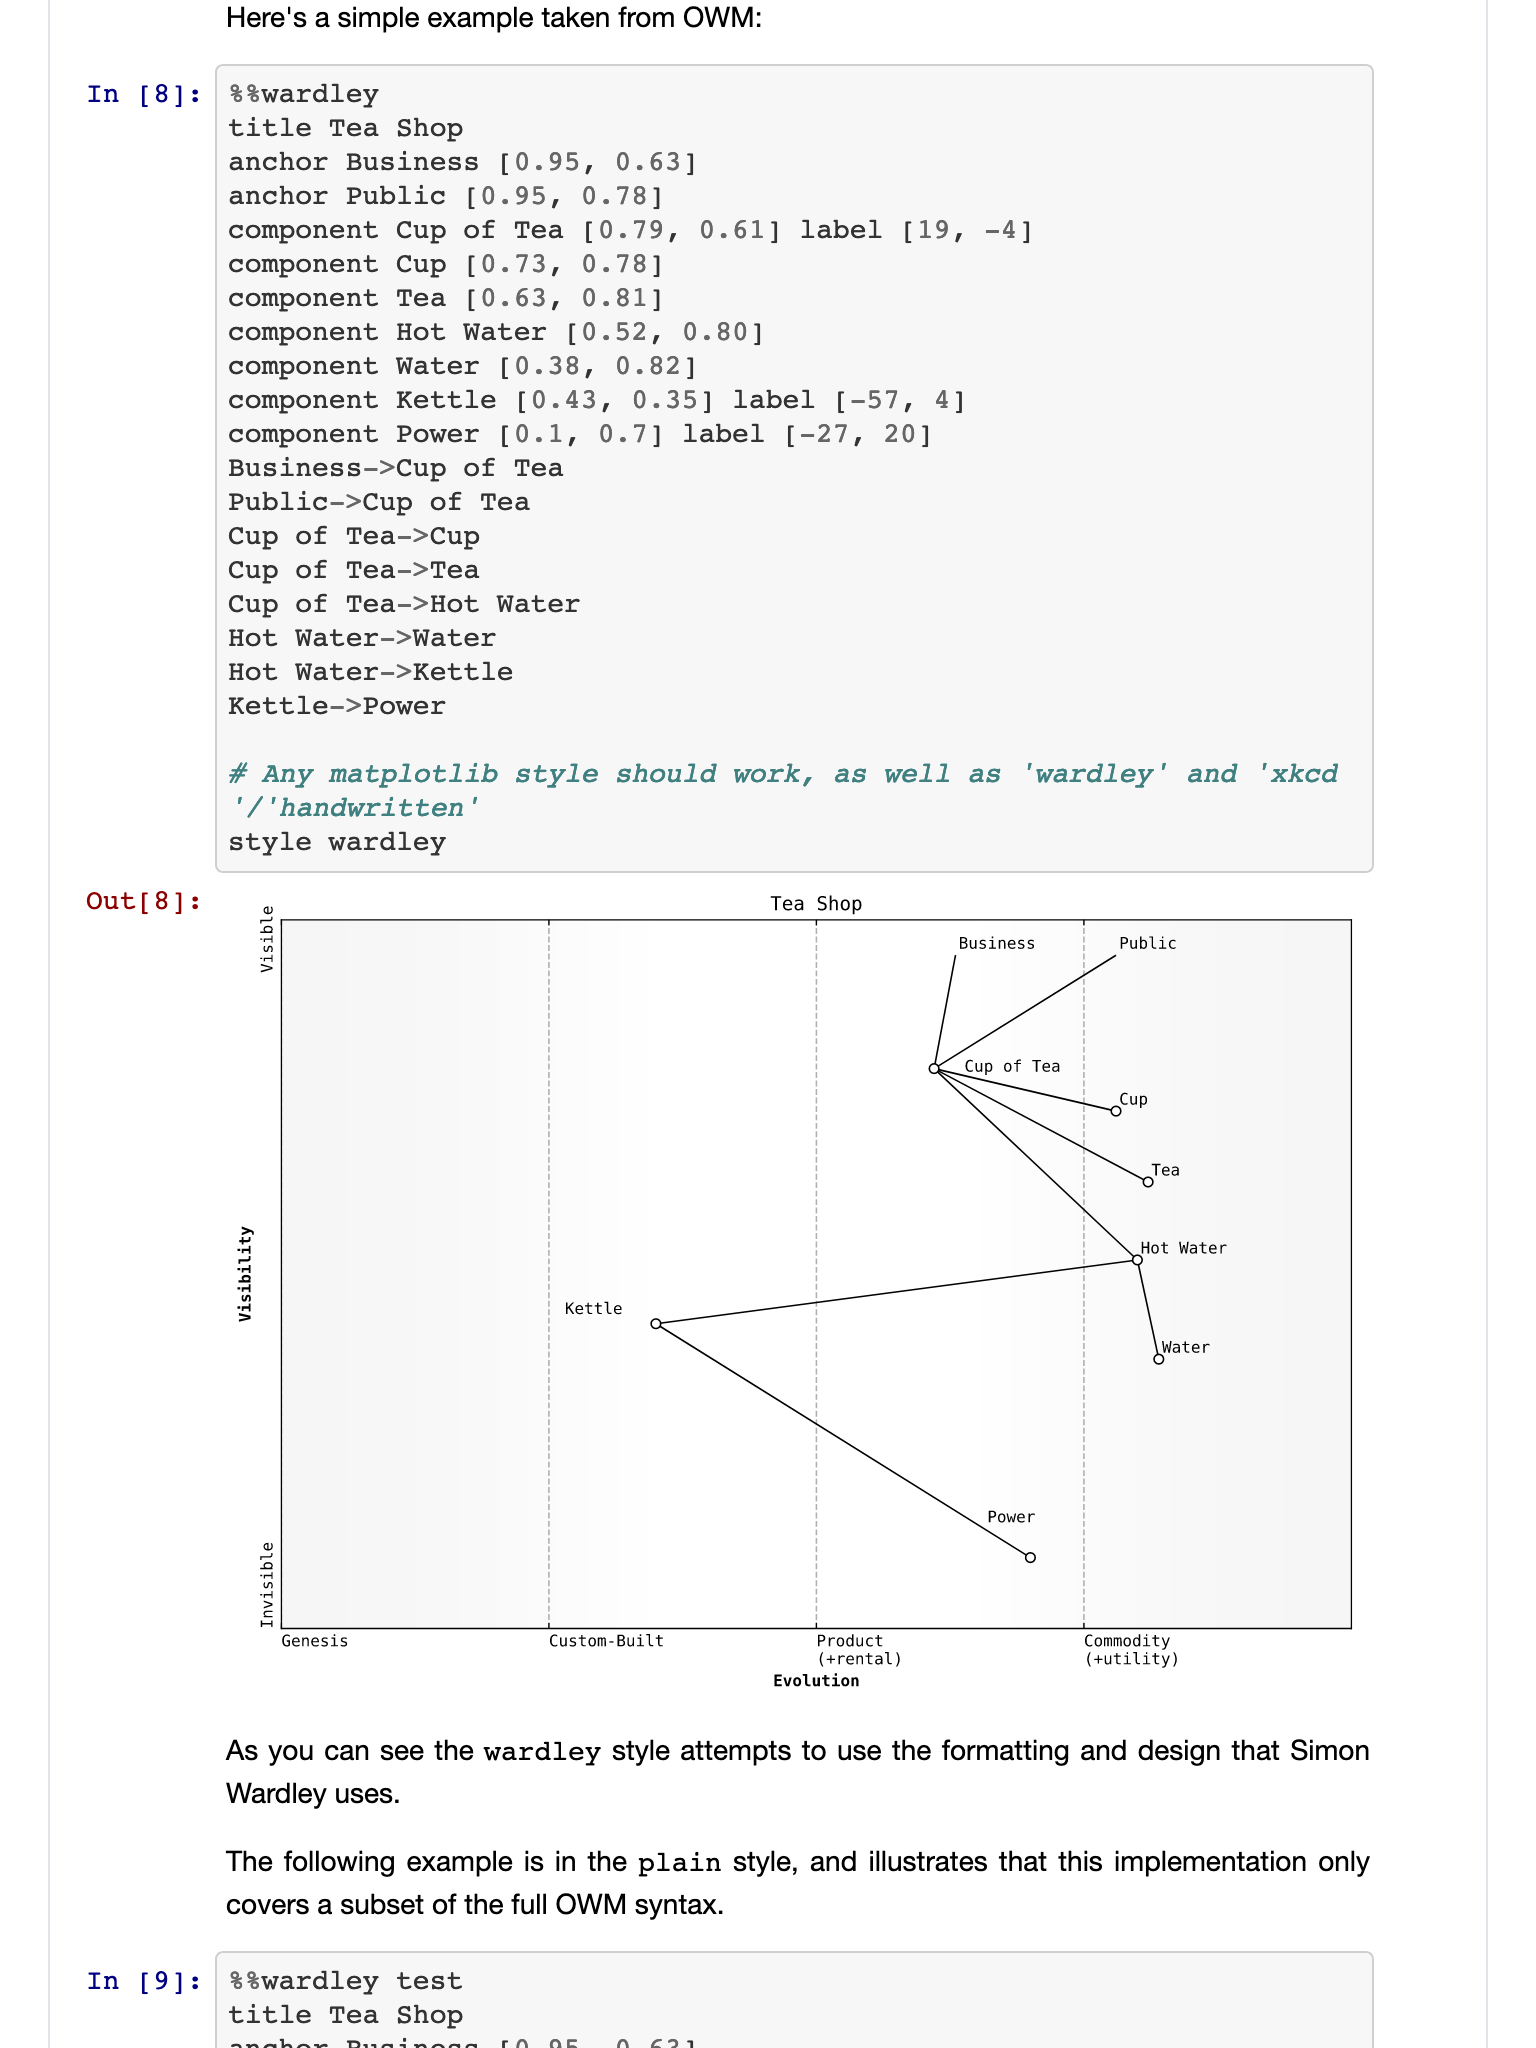 Here's a simple example taken from OWM:
In [8]:
%%wardley
title Tea Shop
anchor Business [0.95, 0.63]
anchor Public [0.95, 0.78]
component Cup of Tea [0.79, 0.61] label [19, -4]
component Cup [0.73, 0.78]
component Tea [0.63, 0.81]
component Hot Water [0.52, 0.80]
component Water [0.38, 0.82]
component Kettle [0.43, 0.35] label [-57, 4]
component Power [0.1, 0.7] label [-27, 20]
Business->Cup of Tea
Public->Cup of Tea
Cup of Tea->Cup
Cup of Tea->Tea
Cup of Tea->Hot Water
Hot Water->Water
Hot Water->Kettle
Kettle->Power
# Any matplotlib style should work, as well as 'wardley' and 'xkcd
'/'handwritten'
style wardley
Out[8]:
Tea Shop
Visible
Business
Public
Cup of Tea
Cup
Tea
Visibility
Hot Water
Kettle
Water
Power
Invisible
Genesis
Custom-Built
Product
(+rental)
Commodity
(+utility)
Evolution
As you can see the wardley style attempts to use the formatting and design that Simon
Wardley uses.
The following example is in the plain style, and illustrates that this implementation only
covers a subset of the full OWM syntax.
In [9]:
%%wardley test
title Tea Shop
anchor Business [0.95, 0.63]